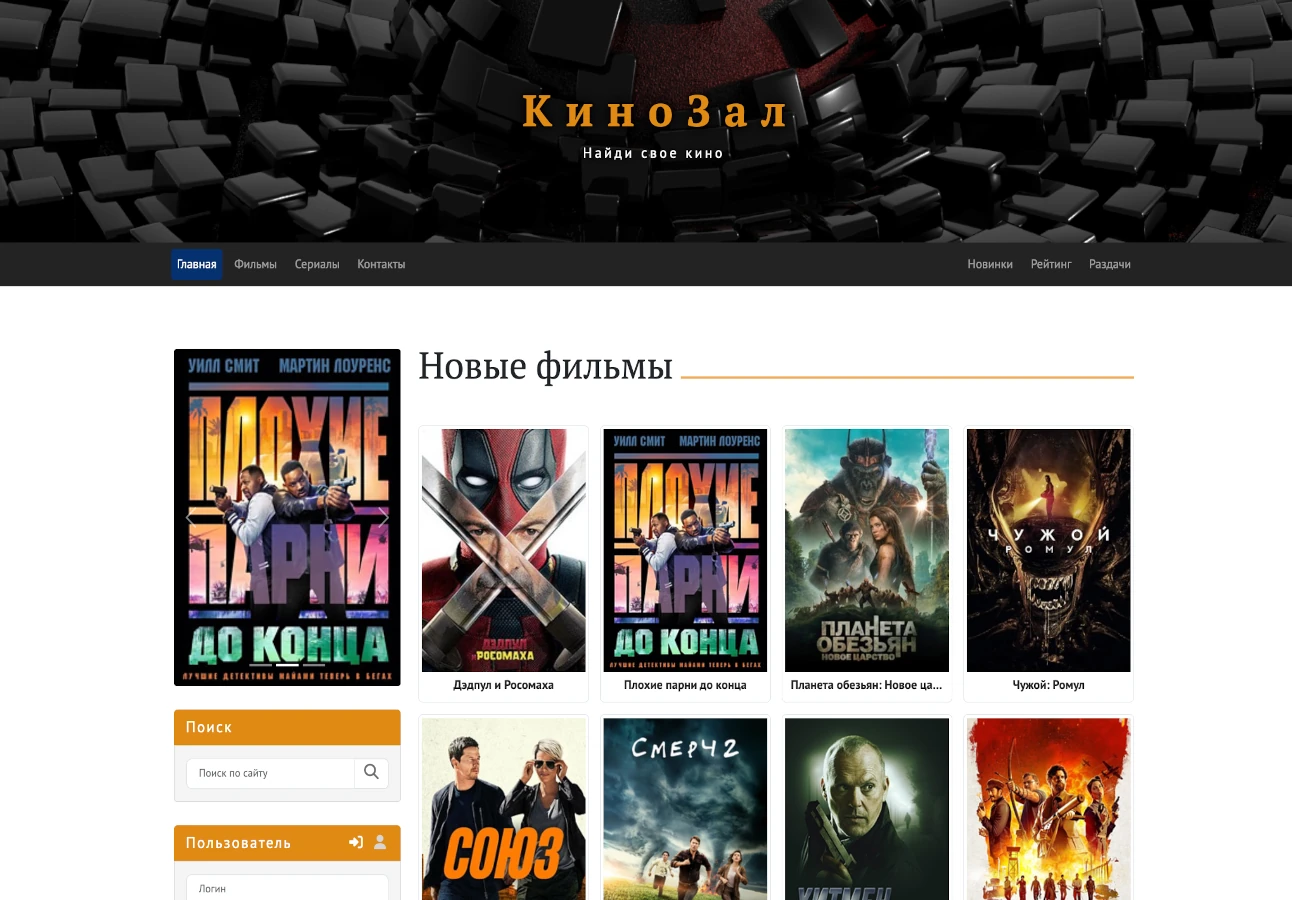 КиноЗал
Найди свое кино
Главная Фильмы Сериалы Контакты Новинки Рейтинг Раздачи
УИЛЛ СМИТ МАРТИН ЛОУРЕНС
ПЛОХИЕ
ПАРНИ
ДО КОНЦА
ЛУЧШИЕ ДЕТЕКТИВЫ МАЙАМИ ТЕПЕРЬ В БЕГАХ
Поиск
Поиск по сайту
Пользователь
Логин
Новые фильмы
ДЭДПУЛ
И РОСОМАХА
Дэдпул и Росомаха
УИЛЛ СМИТ МАРТИН ЛОУРЕНС
ПЛОХИЕ
ПАРНИ
ДО КОНЦА
ЛУЧШИЕ ДЕТЕКТИВЫ МАЙАМИ ТЕПЕРЬ В БЕГАХ
Плохие парни до конца
ПЛАНЕТА
ОБЕЗЬЯН
НОВОЕ ЦАРСТВО
Планета обезьян: Новое ца...
ЧУЖОЙ
РОМУЛ
Чужой: Ромул
СОЮЗ
СМЕРЧ 2
ХИТМЕН